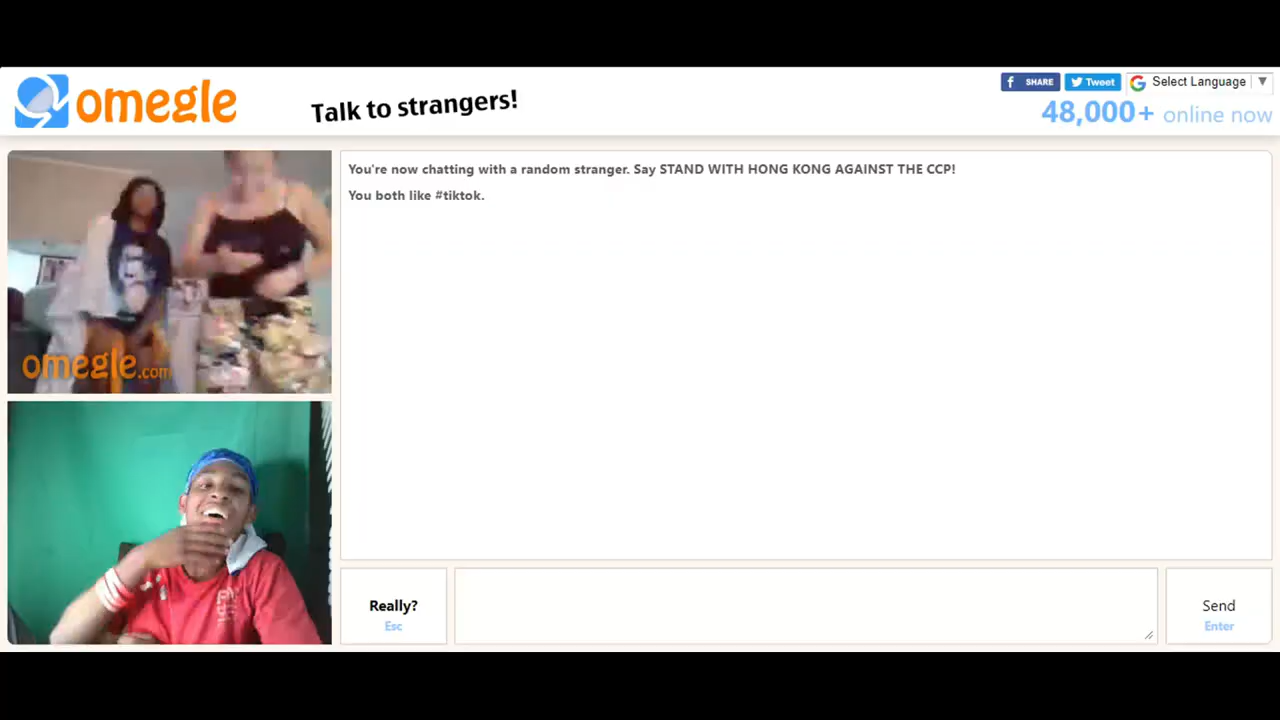 omegle
Talk to strangers!
SHARE
Tweet
Select Language
48,000+ online now
You're now chatting with a random stranger. Say STAND WITH HONG KONG AGAINST THE CCP!
You both like #tiktok.
omegle.com
Really?
Esc
Send
Enter